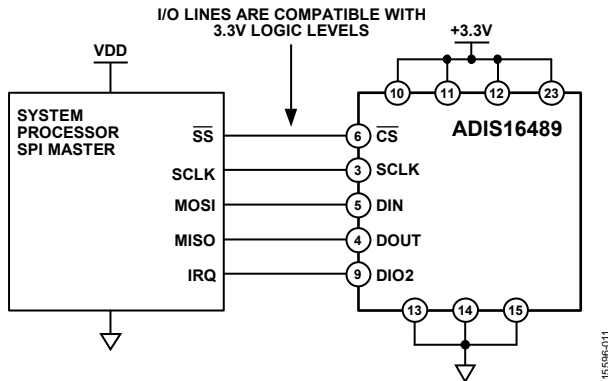 I/O LINES ARE COMPATIBLE WITH
3.3V LOGIC LEVELS
VDD
+3.3V
10
11
12
23
SYSTEM
PROCESSOR
SPI MASTER
ADIS16489
SS
6
CS
SCLK
3
SCLK
MOSI
5
DIN
MISO
4
DOUT
IRQ
9
DIO2
13
14
15
15596-011